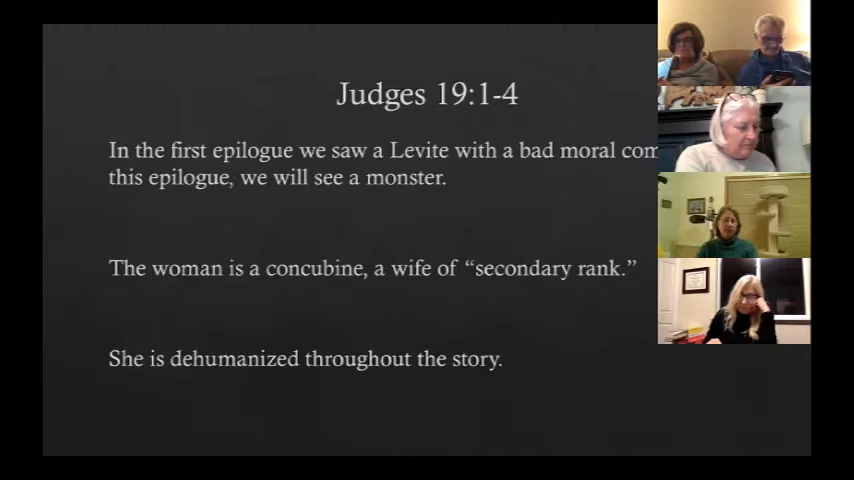 Judges 19:1-4
In the first epilogue we saw a Levite with a bad moral
this epilogue, we will see a monster.
The woman is a concubine, a wife of “secondary rank.”
She is dehumanized throughout the story.